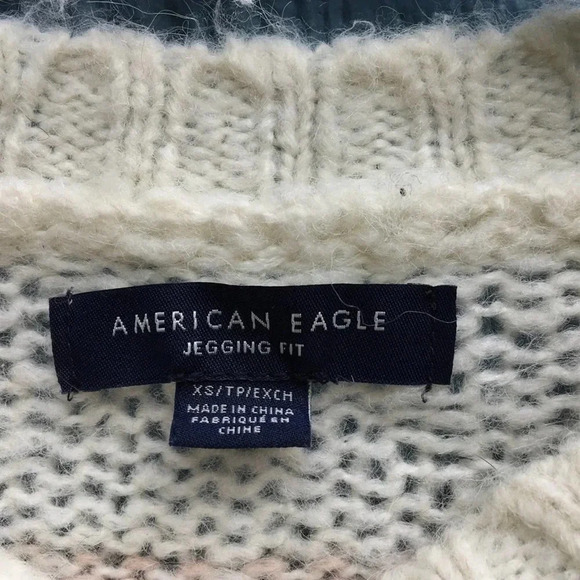 AMERICAN EAGLE
JEGGING FIT
XS/TP/EXCH
MADE IN CHINA
FABRIQUÉ EN
CHINE